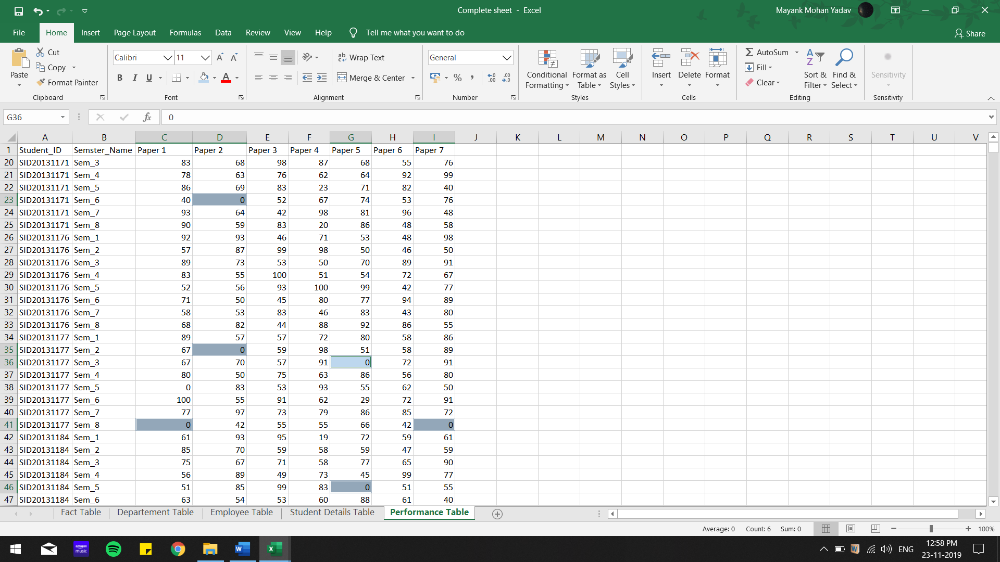 Complete sheet - Excel
Mayank Mohan Yadav
File Home Insert Page Layout Formulas Data Review View Help Tell me what you want to do Share
Paste
Cut
Copy
Format Painter
Clipboard
Calibri 11
B I U
Font
Wrap Text
Merge & Center
Alignment
General
Number
Conditional Formatting
Format as Table
Cell Styles
Styles
Insert Delete Format
Cells
AutoSum
Fill
Clear
Sort & Filter
Find & Select
Editing
Sensitivity
Sensitivity
G36 fx 0
A B C D E F G H I J K L M N O P Q R S T U V
1 Student_ID Semster_Name Paper 1 Paper 2 Paper 3 Paper 4 Paper 5 Paper 6 Paper 7
20 SID20131171 Sem_3 83 68 98 87 68 55 76
21 SID20131171 Sem_4 78 63 76 62 64 92 99
22 SID20131171 Sem_5 86 69 83 23 71 82 40
23 SID20131171 Sem_6 40 0 52 67 74 53 76
24 SID20131171 Sem_7 93 64 42 98 81 96 48
25 SID20131171 Sem_8 90 59 83 20 86 48 58
26 SID20131176 Sem_1 92 93 46 71 53 48 98
27 SID20131176 Sem_2 57 87 99 98 50 46 50
28 SID20131176 Sem_3 89 73 53 50 70 89 91
29 SID20131176 Sem_4 83 55 100 51 54 72 67
30 SID20131176 Sem_5 52 56 93 100 99 42 77
31 SID20131176 Sem_6 71 50 45 80 77 94 89
32 SID20131176 Sem_7 58 53 83 46 83 43 80
33 SID20131176 Sem_8 68 82 44 88 92 86 55
34 SID20131177 Sem_1 89 57 57 72 80 58 86
35 SID20131177 Sem_2 67 0 59 98 51 58 89
36 SID20131177 Sem_3 67 70 57 91 0 72 91
37 SID20131177 Sem_4 80 50 75 63 86 56 80
38 SID20131177 Sem_5 0 83 53 93 55 62 50
39 SID20131177 Sem_6 100 55 91 62 29 72 91
40 SID20131177 Sem_7 77 97 73 79 86 85 72
41 SID20131177 Sem_8 0 42 55 55 66 42 0
42 SID20131184 Sem_1 61 93 95 19 72 59 61
43 SID20131184 Sem_2 85 70 59 58 59 47 59
44 SID20131184 Sem_3 75 67 71 58 77 65 90
45 SID20131184 Sem_4 56 89 49 73 45 99 77
46 SID20131184 Sem_5 51 85 99 83 0 51 55
47 SID20131184 Sem_6 63 54 53 60 88 61 40
Fact Table Departement Table Employee Table Student Details Table Performance Table
Average: 0 Count: 6 Sum: 0 100%
amazon music
ENG
12:58 PM
23-11-2019